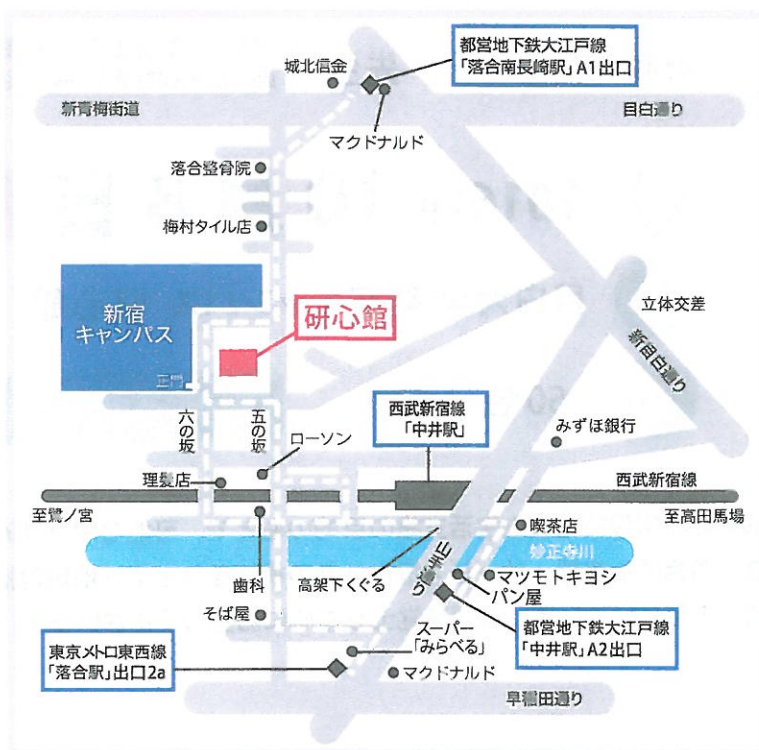 都営地下鉄大江戸線
「落合南長崎駅」A1出口
城北信金
新青梅街道
目白通り
マクドナルド
落合整骨院
梅村タイル店
新宿
キャンパス
正門
研心館
立体交差
新目白通り
六の坂
五の坂
ローソン
西武新宿線
「中井駅」
みずほ銀行
理髪店
西武新宿線
至鷺ノ宮
至高田馬場
喫茶店
妙正寺川
歯科
高架下くぐる
山手通り
マツモトキヨシ
パン屋
そば屋
スーパー
「みらべる」
都営地下鉄大江戸線
「中井駅」A2出口
東京メトロ東西線
「落合駅」出口2a
マクドナルド
早稲田通り